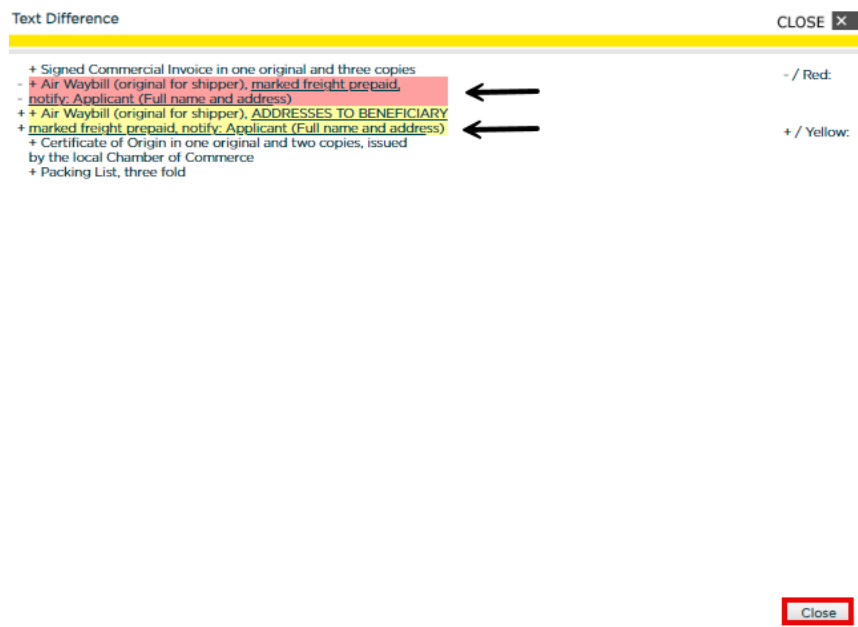 Text Difference
CLOSE X
+ Signed Commercial Invoice in one original and three copies
- + Air Waybill (original for shipper), marked freight prepaid,
- notify: Applicant (Full name and address)
+ + Air Waybill (original for shipper), ADDRESSES TO BENEFICIARY
+ marked freight prepaid, notify: Applicant (Full name and address)
+ Certificate of Origin in one original and two copies, issued
by the local Chamber of Commerce
+ Packing List, three fold
- / Red:
+ / Yellow:
Close